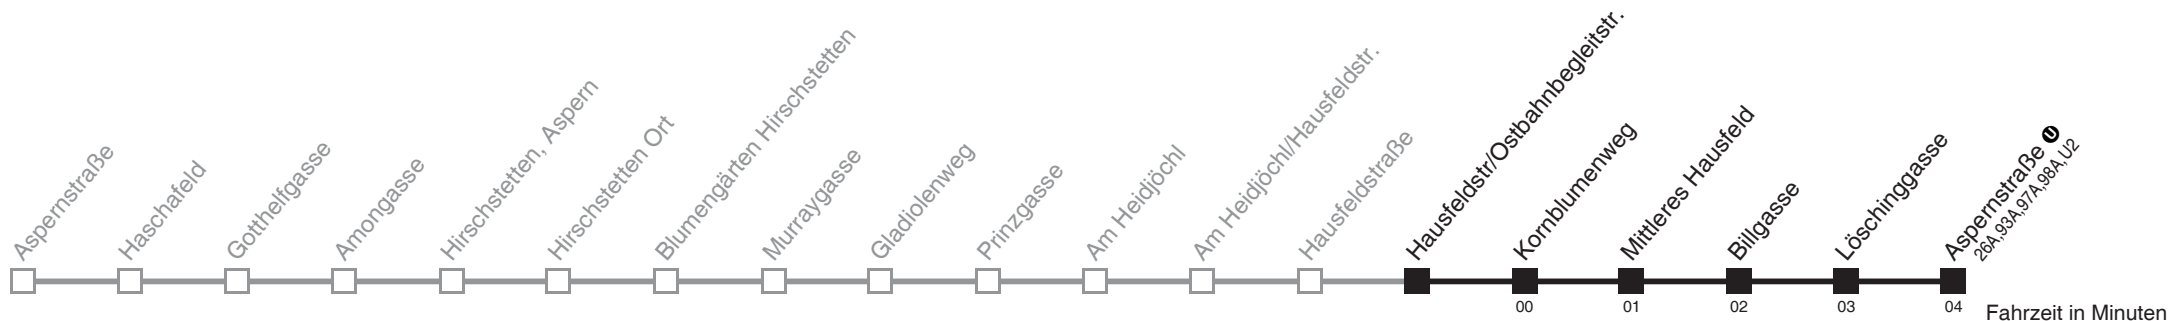 Aspernstraße
Haschafeld
Gotthelfgasse
Amongasse
Hirschstetten, Aspern
Hirschstetten Ort
Blumengärten Hirschstetten
Murraygasse
Gladiolenweg
Prinzgasse
Am Heidjöchl
Am Heidjöchl/Hausfeldstr.
Hausfeldstraße
Hausfeldstr/Ostbahnbegleitstr.
Kornblumenweg
Mittleres Hausfeld
Billgasse
Löschinggasse
Aspernstraße U
26A,93A,97A,98A,U2
00 01 02 03 04 Fahrzeit in Minuten